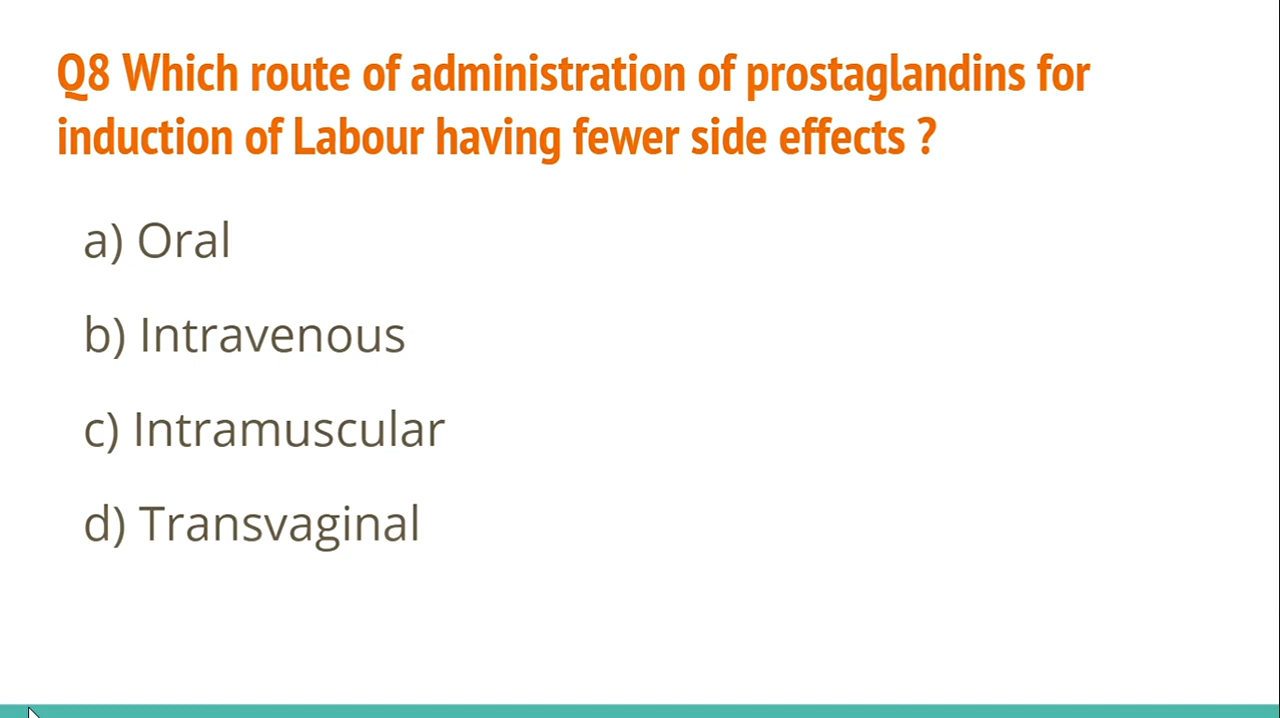 Q8 Which route of administration of prostaglandins for
induction of Labour having fewer side effects ?
a) Oral
b) Intravenous
c) Intramuscular
d) Transvaginal